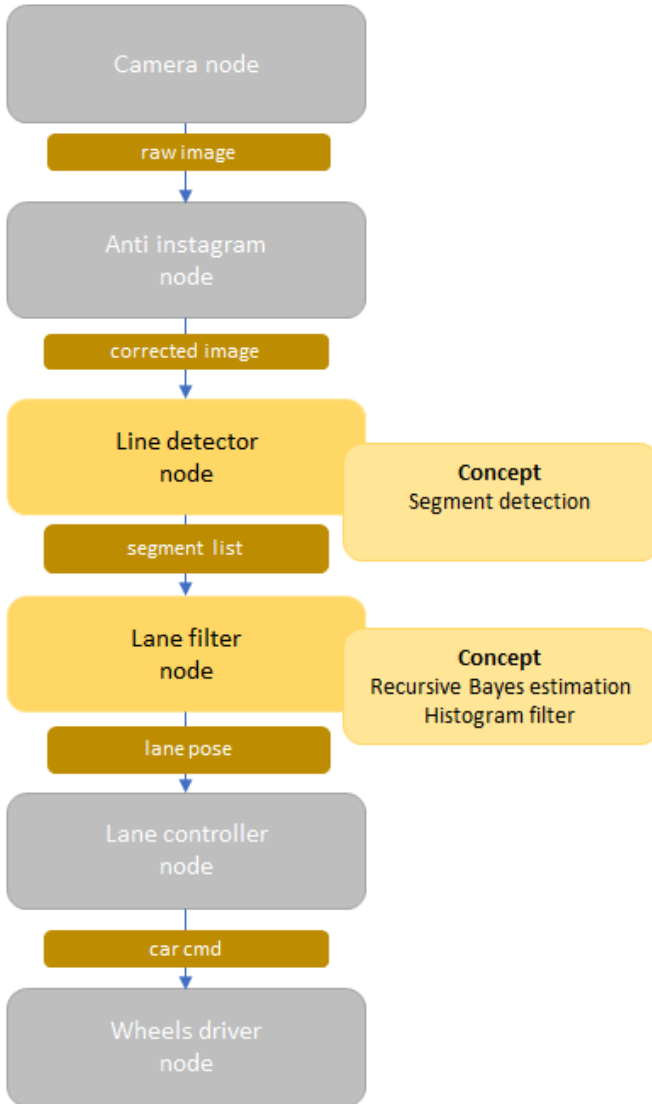 Camera node
raw image
Anti instagram
node
corrected image
Line detector
node
Concept
Segment detection
segment list
Lane filter
node
Concept
Recursive Bayes estimation
Histogram filter
lane pose
Lane controller
node
car cmd
Wheels driver
node